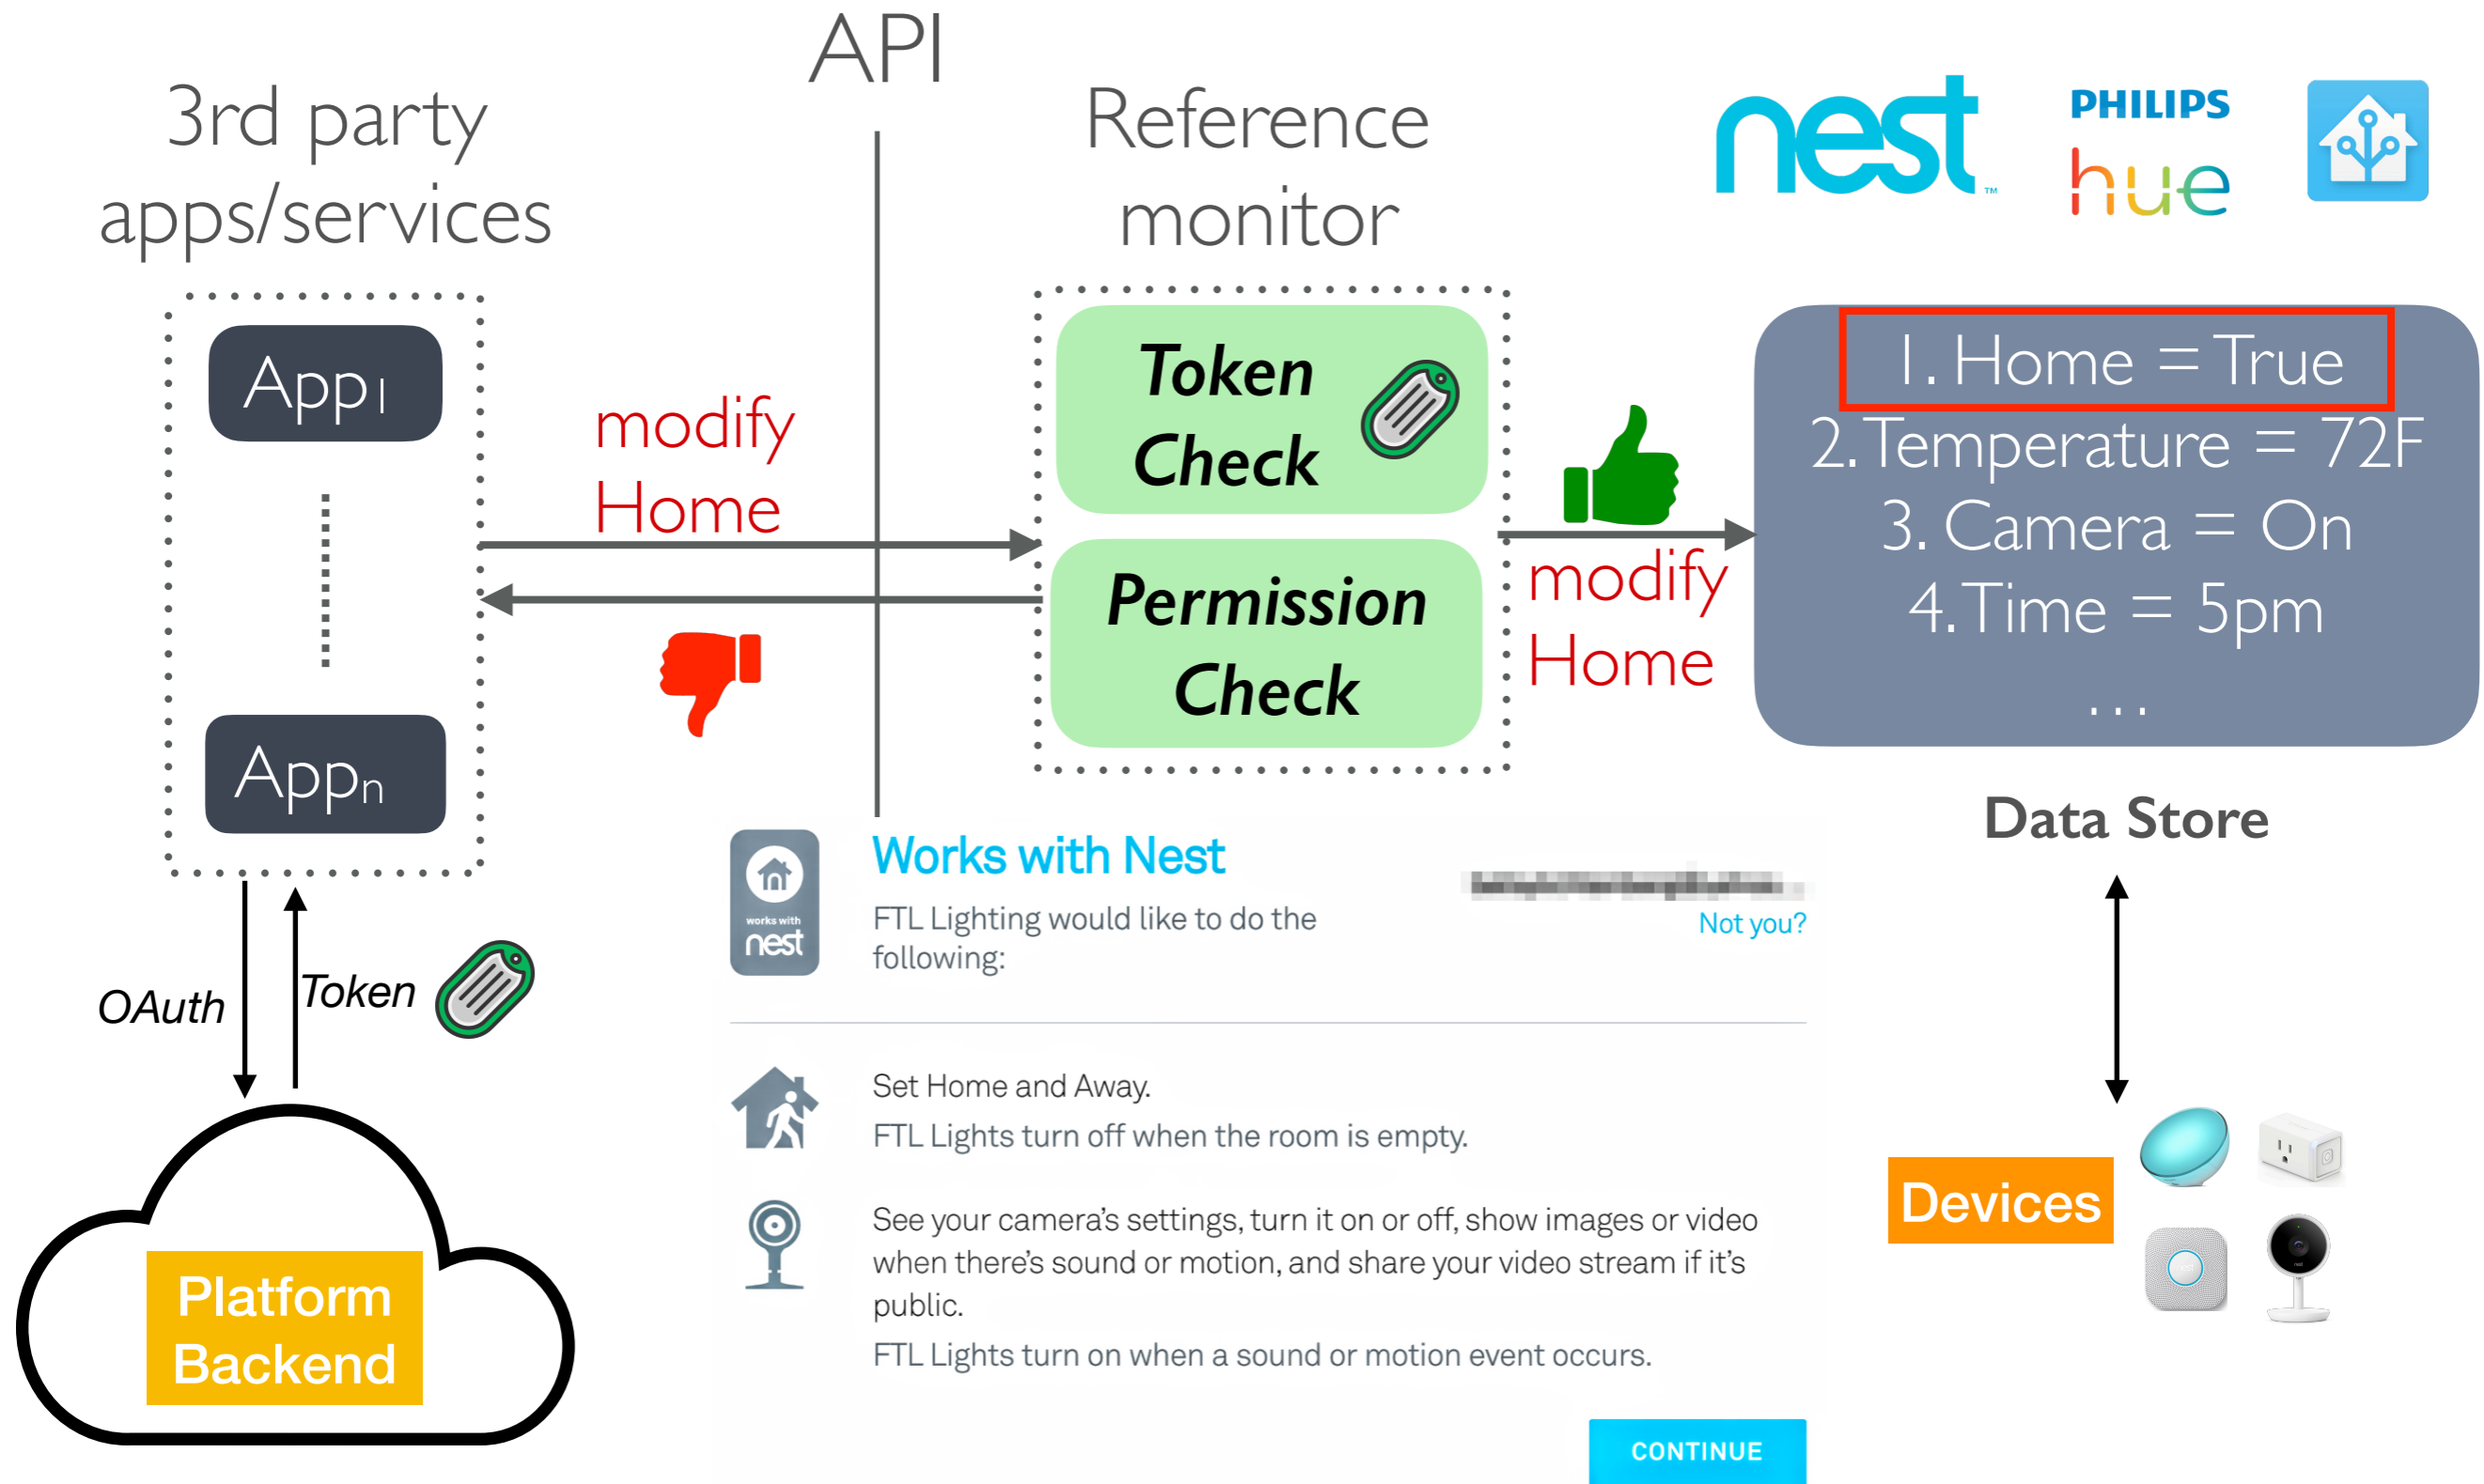 API
3rd party
apps/services
Reference
monitor
nest
™
PHILIPS
hue
App1
Appn
modify
Home
Token
Check
Permission
Check
modify
Home
1. Home = True
2. Temperature = 72F
3. Camera = On
4. Time = 5pm
...
Data Store
OAuth
Token
Platform
Backend
works with
nest
Works with Nest
FTL Lighting would like to do the
following:
Not you?
Set Home and Away.
FTL Lights turn off when the room is empty.
See your camera's settings, turn it on or off, show images or video
when there's sound or motion, and share your video stream if it's
public.
FTL Lights turn on when a sound or motion event occurs.
CONTINUE
Devices